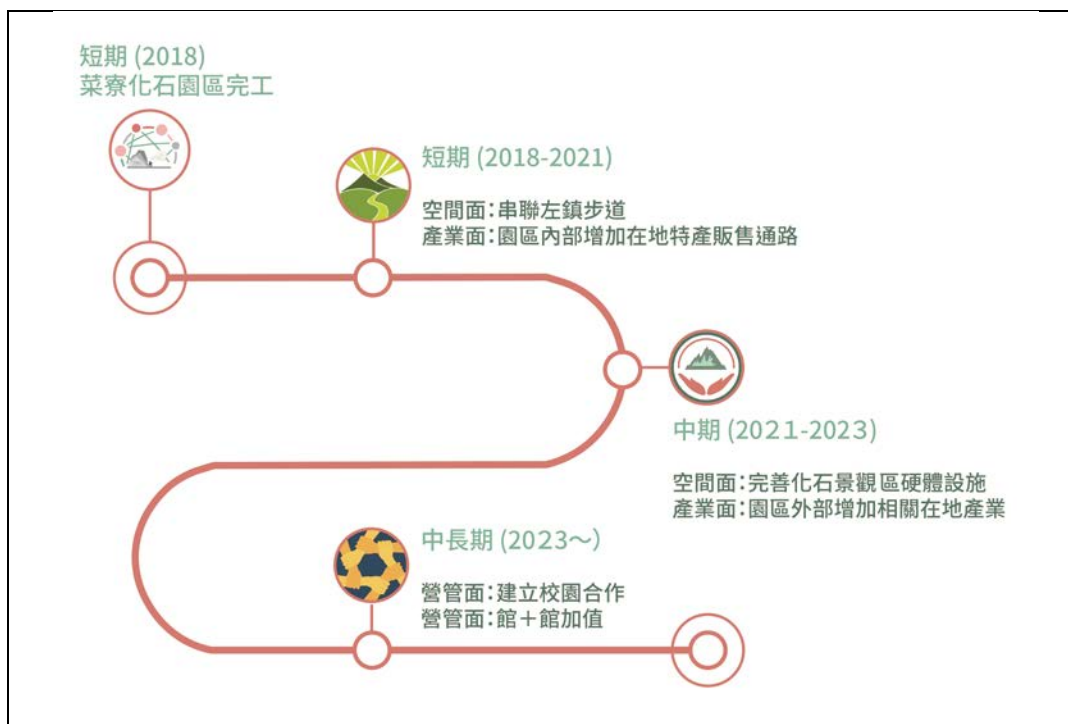 短期 (2018)
菜寮化石園區完工
短期 (2018-2021)
空間面：串聯左鎮步道
產業面：園區內部增加在地特產販售通路
中期 (2021-2023)
空間面：完善化石景觀區硬體設施
產業面：園區外部增加相關在地產業
中長期 (2023～)
營管面：建立校園合作
營管面：館＋館加值